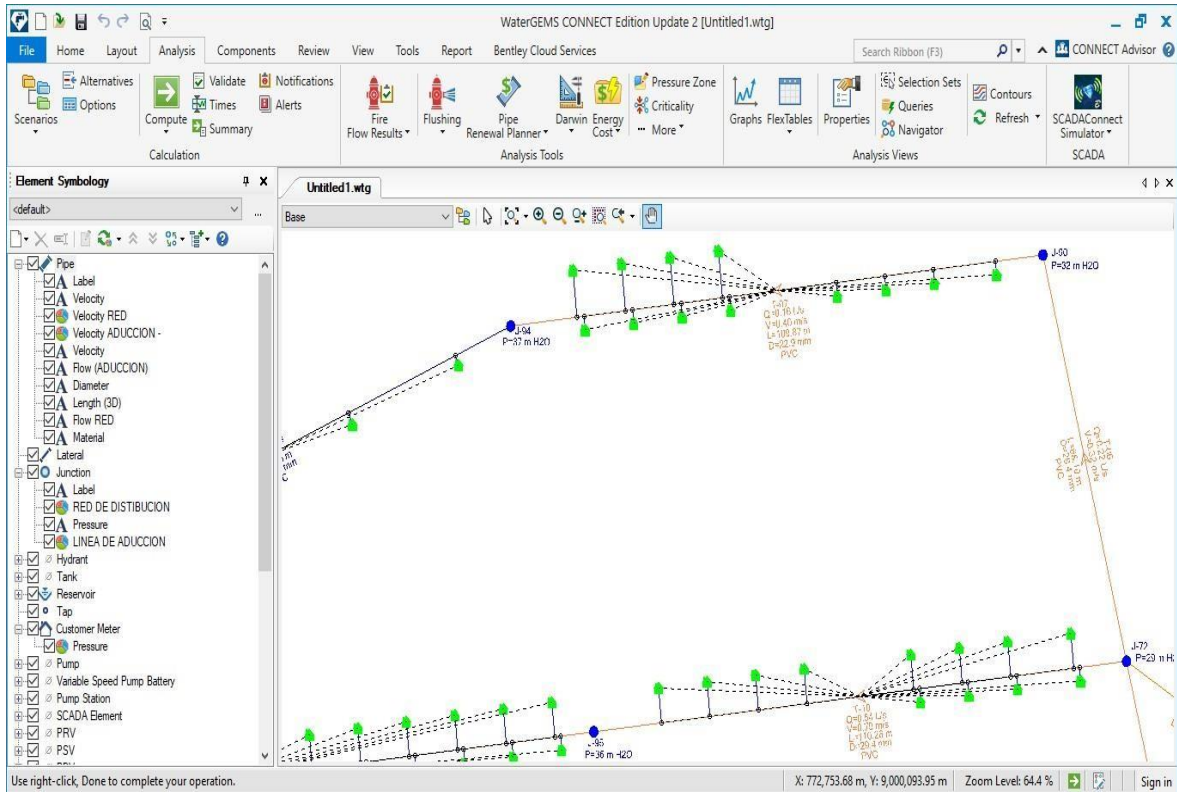 WaterGEMS CONNECT Edition Update 2 [Untitled1.wtg]
File Home Layout Analysis Components Review View Tools Report Bentley Cloud Services Search Ribbon (F3) CONNECT Advisor
Scenarios
Alternatives
Options
Compute
Validate
Times
Summary
Notifications
Alerts
Calculation
Fire
Flow Results
Flushing
Pipe
Renewal Planner
Darwin
Energy
Cost
Pressure Zone
Criticality
More
Analysis Tools
Graphs
FlexTables
Properties
Selection Sets
Queries
Navigator
Contours
Refresh
Analysis Views
SCADAConnect
Simulator
SCADA
Element Symbology
<default>
...
Pipe
Label
Velocity
Velocity RED
Velocity ADUCCION -
Velocity
Flow (ADUCCION)
Diameter
Length (3D)
Flow RED
Material
Lateral
Junction
Label
RED DE DISTRIBUCION
Pressure
LINEA DE ADUCCION
Hydrant
Tank
Reservoir
Tap
Customer Meter
Pressure
Pump
Variable Speed Pump Battery
Pump Station
SCADA Element
PRV
PSV
Untitled1.wtg
Base
J-90
P=32 m H2O
J-94
P=37 m H2O
PVC
PVC
J-72
P=29 m H
P=36 m H2O
PVC
Use right-click, Done to complete your operation.
X: 772,753.68 m, Y: 9,000,093.95 m
Zoom Level: 64.4 %
Sign in